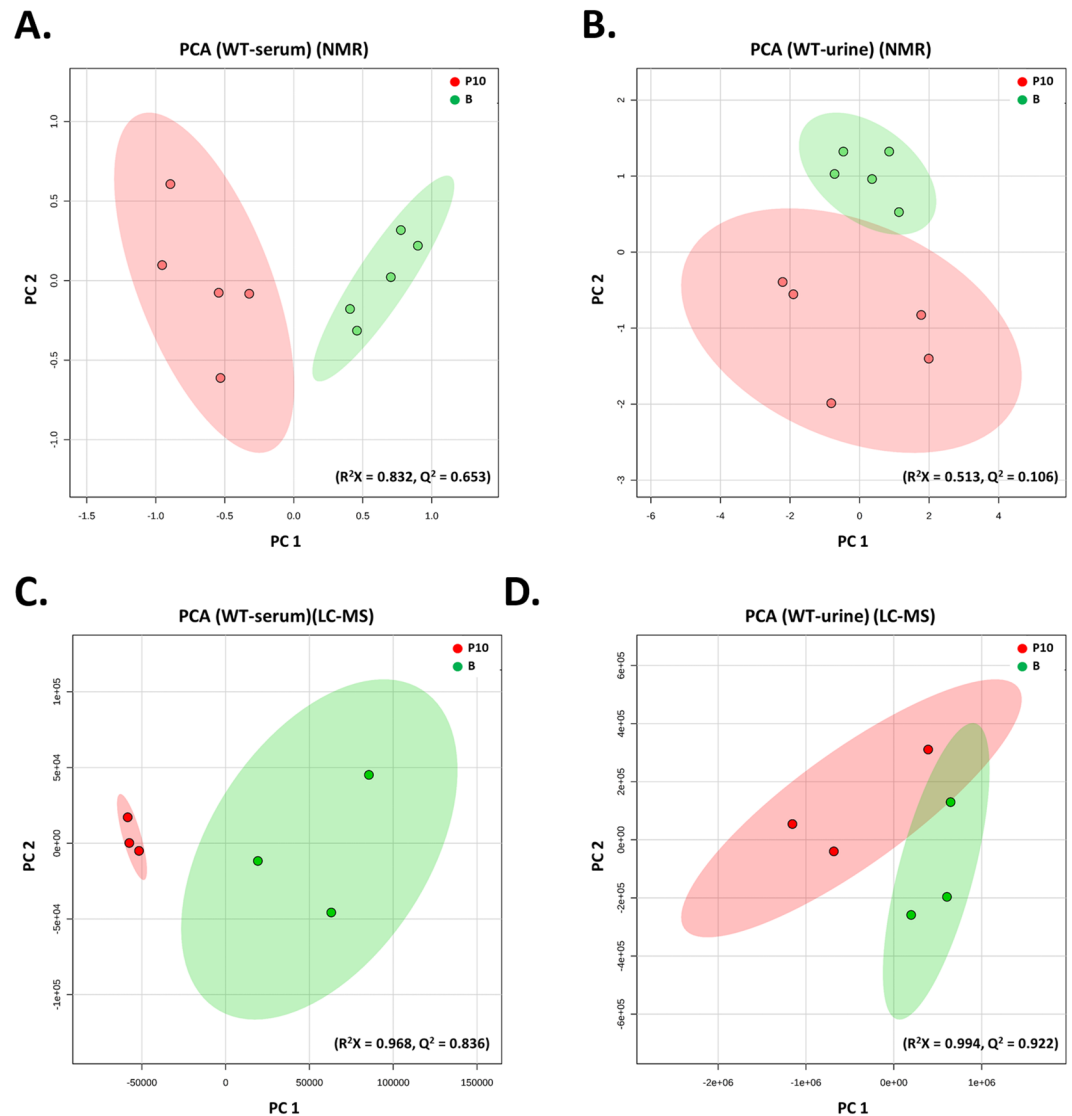 A.
PCA (WT-serum) (NMR)
P10
B
1.0
0.5
0.0
-0.5
-1.0
PC 2
(R²X = 0.832, Q² = 0.653)
-1.5 -1.0 -0.5 0.0 0.5 1.0
PC 1
B.
PCA (WT-urine) (NMR)
P10
B
2
1
0
-1
-2
-3
PC 2
(R²X = 0.513, Q² = 0.106)
-6 -4 -2 0 2 4
PC 1
C.
PCA (WT-serum)(LC-MS)
P10
B
1e+05
5e+04
0e+00
-5e+04
-1e+05
PC 2
(R²X = 0.968, Q² = 0.836)
-50000 0 50000 100000 150000
PC 1
D.
PCA (WT-urine) (LC-MS)
P10
B
6e+05
4e+05
2e+05
0e+00
-2e+05
-4e+05
-6e+05
PC 2
(R²X = 0.994, Q² = 0.922)
-2e+06 -1e+06 0e+00 1e+06
PC 1